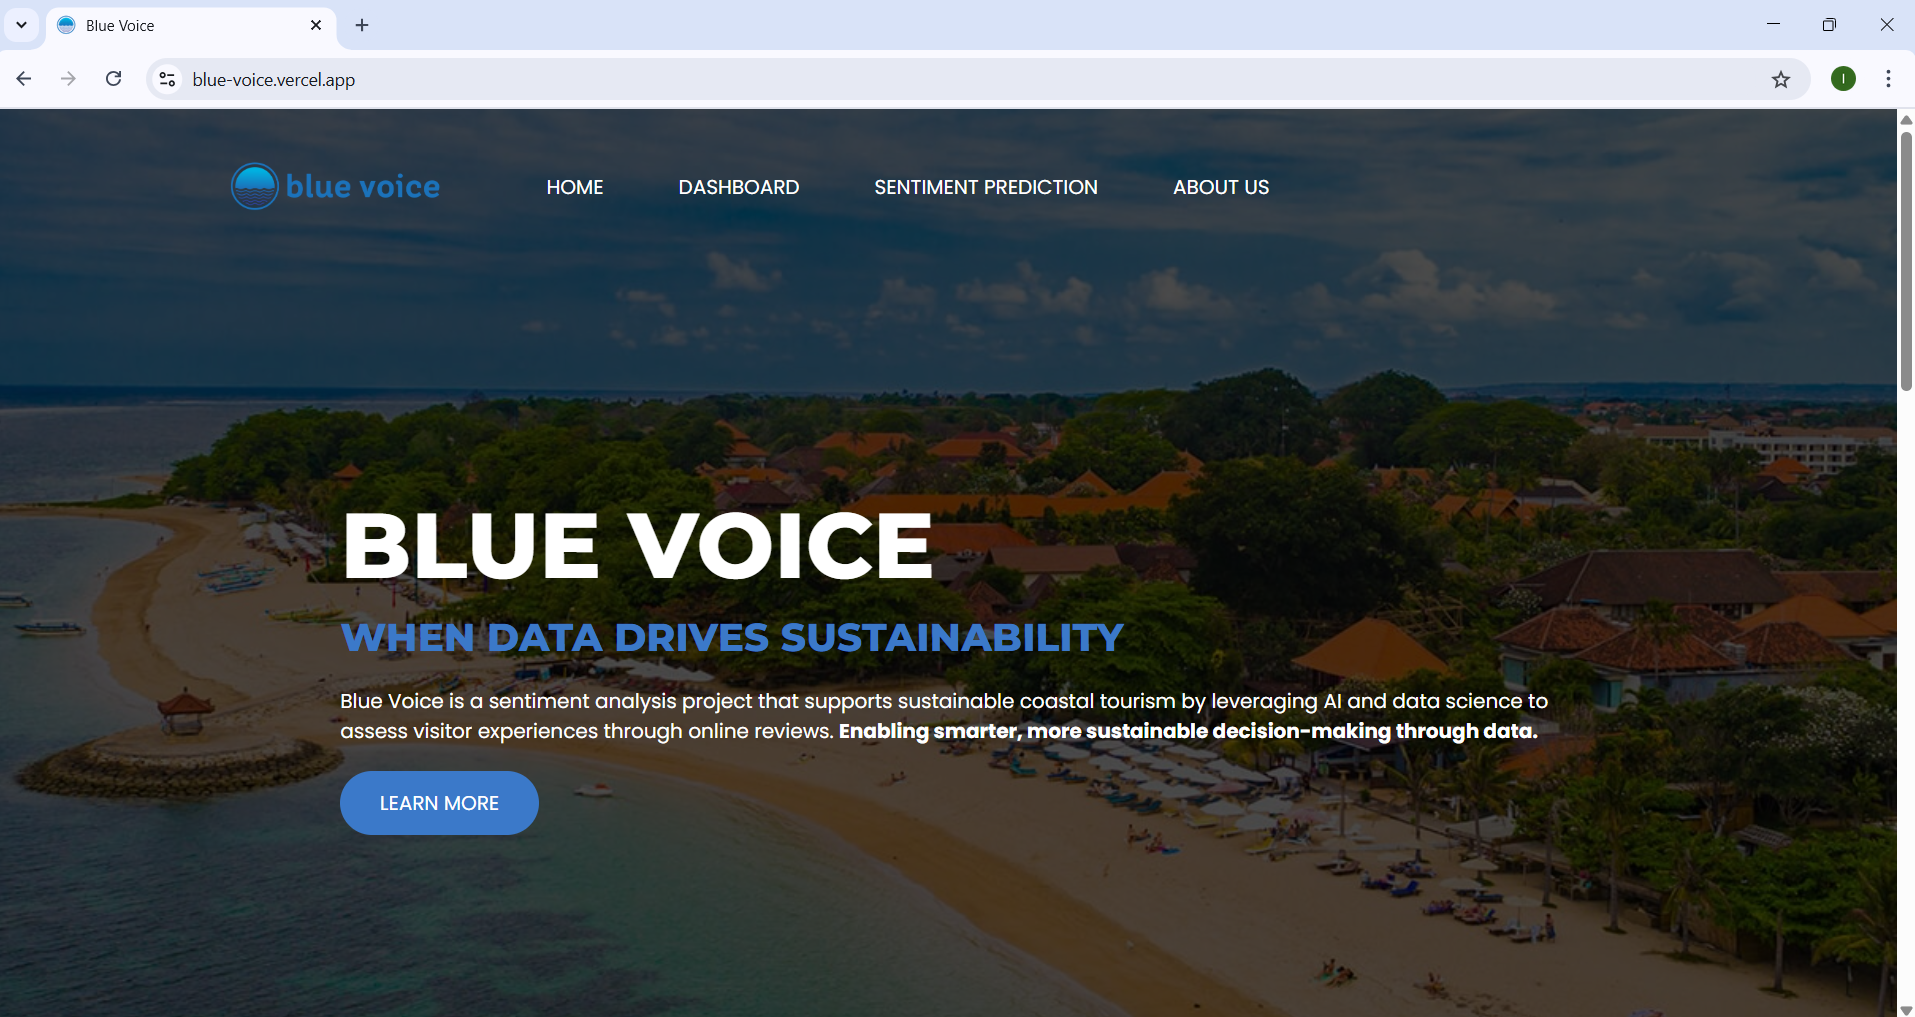 Blue Voice
blue-voice.vercel.app
I
blue voice
HOME
DASHBOARD
SENTIMENT PREDICTION
ABOUT US
BLUE VOICE
WHEN DATA DRIVES SUSTAINABILITY
Blue Voice is a sentiment analysis project that supports sustainable coastal tourism by leveraging AI and data science to
assess visitor experiences through online reviews. Enabling smarter, more sustainable decision-making through data.
LEARN MORE